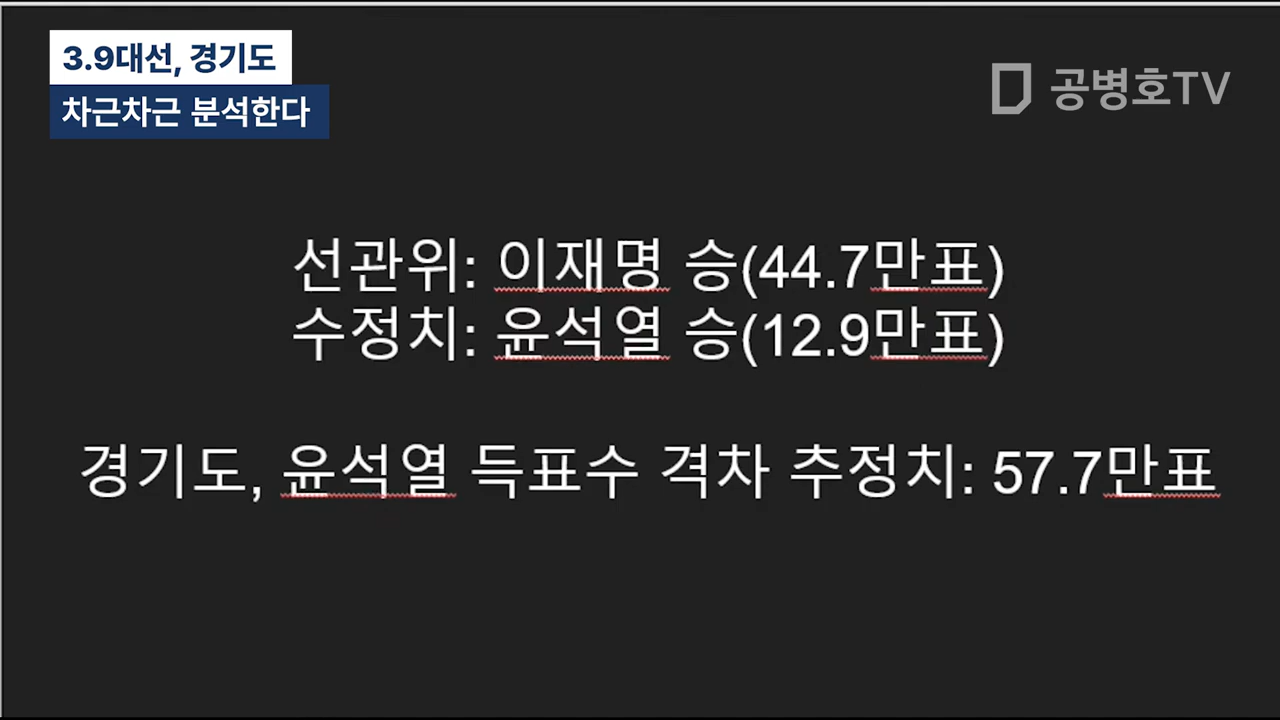 3.9대선, 경기도
차근차근 분석한다
공병호TV
선관위: 이재명 승(44.7만표)
수정치: 윤석열 승(12.9만표)
경기도, 윤석열 득표수 격차 추정치: 57.7만표